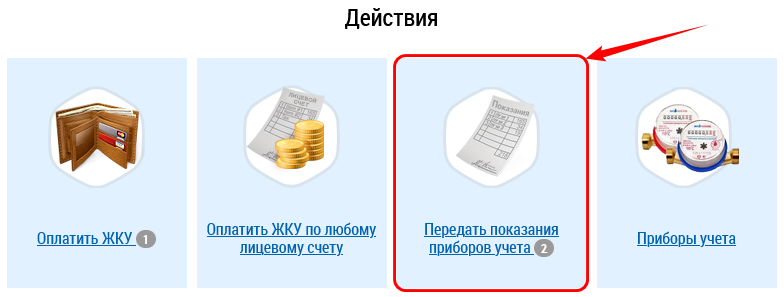 Действия
ЛИЦЕВОЙ
СЧЕТ
Показания
Оплатить ЖКУ 1
Оплатить ЖКУ по любому
лицевому счету
Передать показания
приборов учета 2
Приборы учета